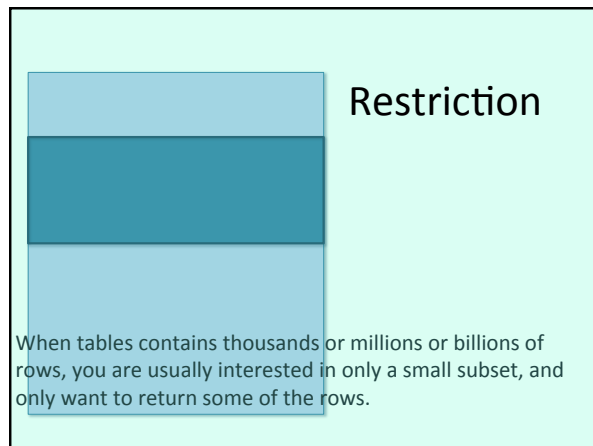 Restriction
When tables contains thousands or millions or billions of
rows, you are usually interested in only a small subset, and
only want to return some of the rows.